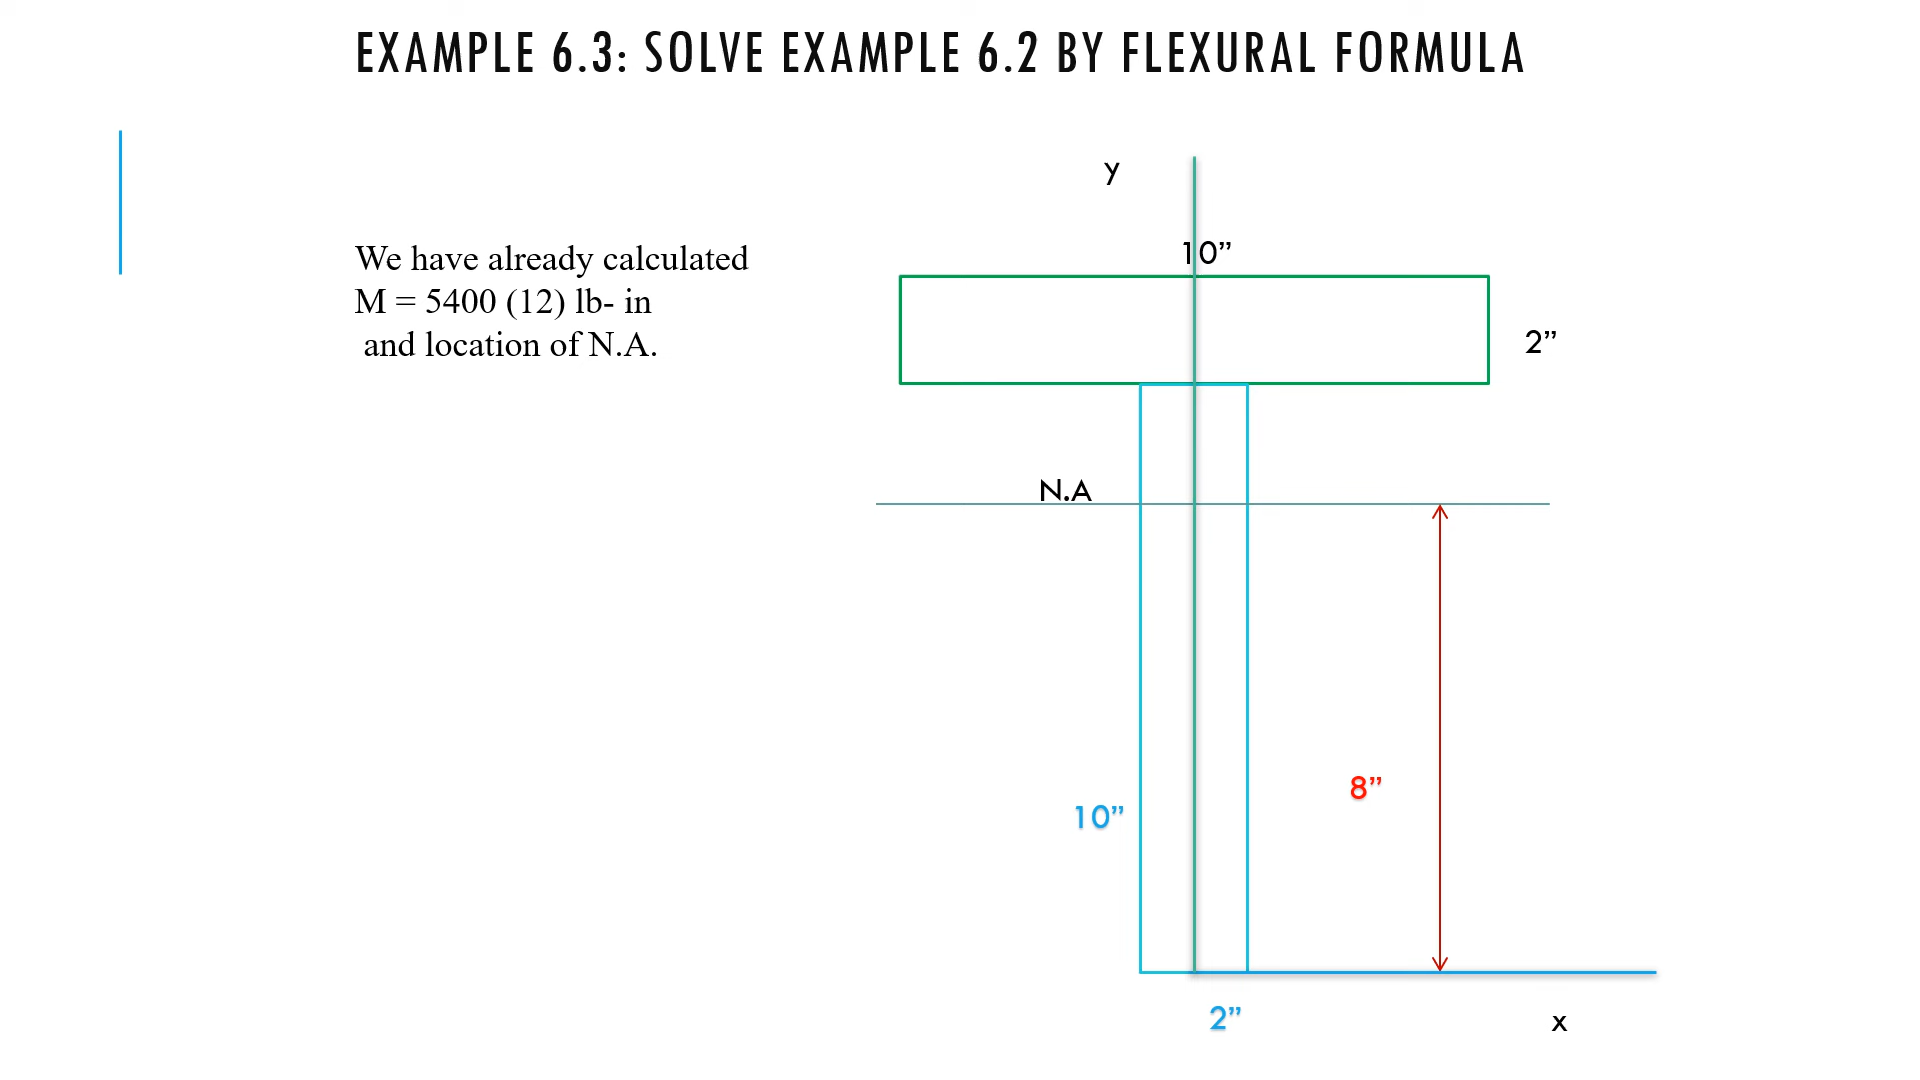 EXAMPLE 6.3: SOLVE EXAMPLE 6.2 BY FLEXURAL FORMULA
y
10”
We have already calculated
M = 5400 (12) lb- in
and location of N.A.
2”
N.A
8”
10”
2”
x